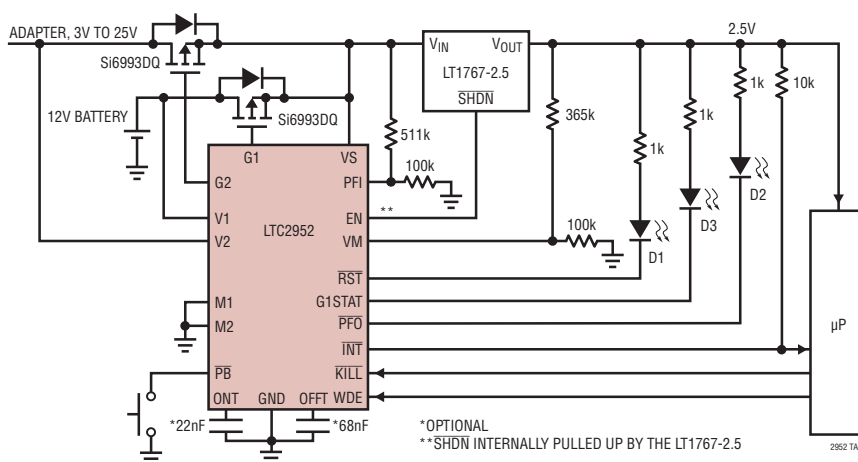 ADAPTER, 3V TO 25V
Si6993DQ
12V BATTERY
Si6993DQ
VIN
VOUT
LT1767-2.5
SHDN
2.5V
511k
100k
365k
100k
1k
1k
1k
10k
D1
D3
D2
G1
VS
G2
PFI
V1
EN
**
V2
VM
LTC2952
RST
M1
G1STAT
M2
PFO
INT
PB
KILL
ONT
GND
OFFT
WDE
µP
*22nF
*68nF
*OPTIONAL
**SHDN INTERNALLY PULLED UP BY THE LT1767-2.5
2952 TA